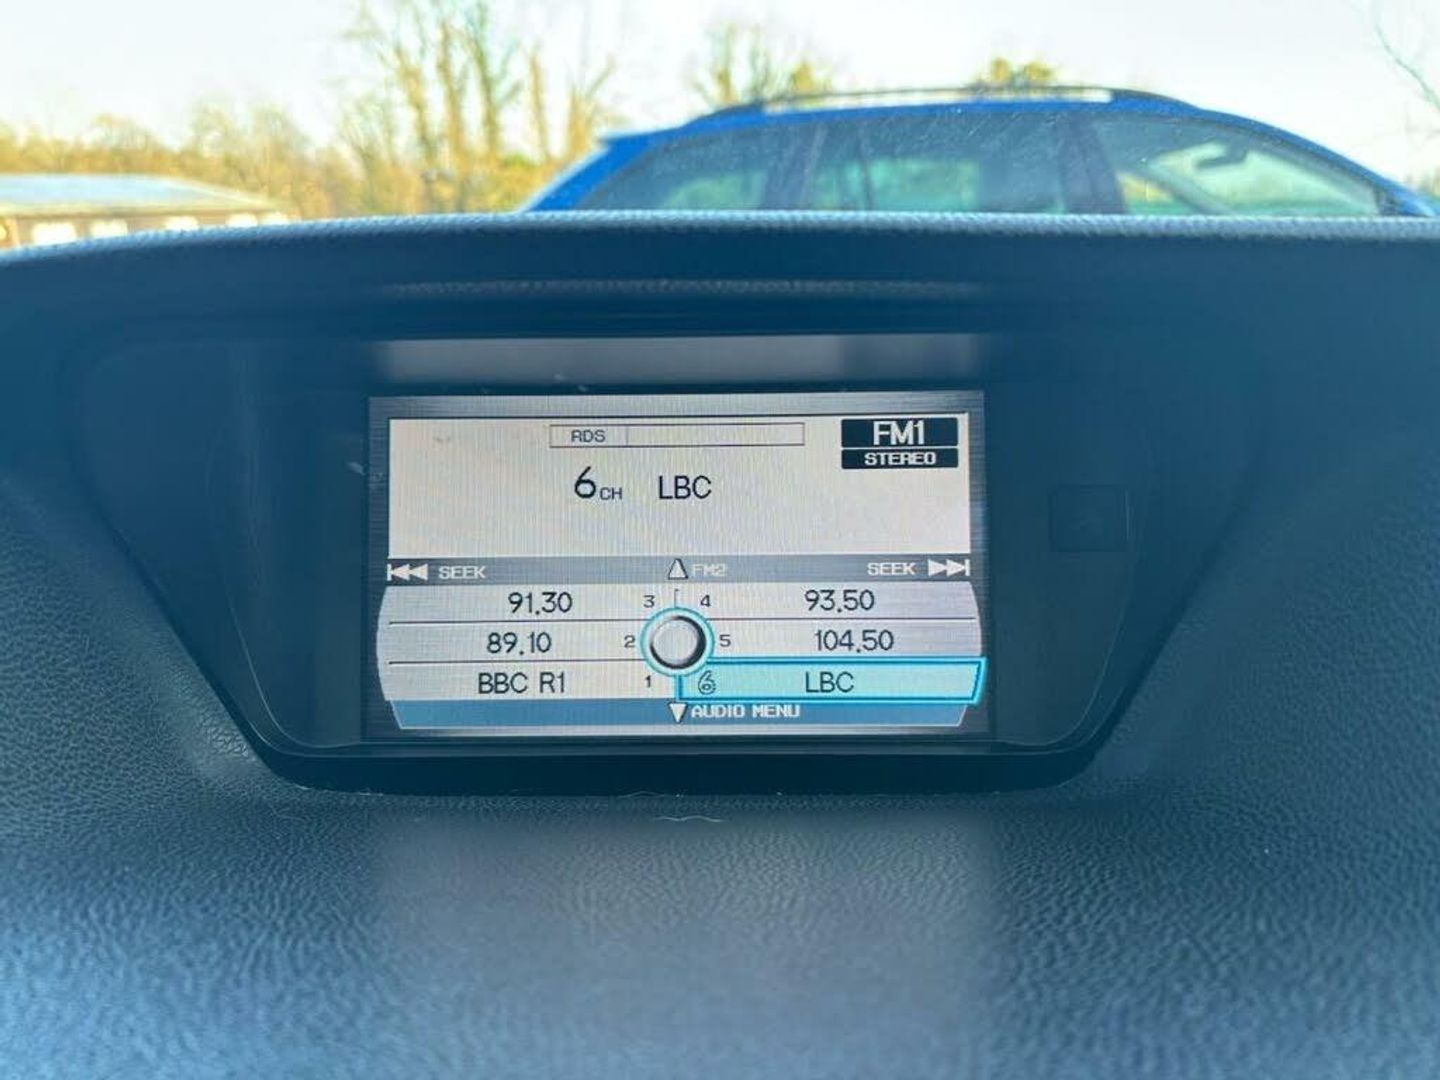 RDS
FM1
STEREO
6CH LBC
SEEK FM2 SEEK
91.30 3 4 93.50
89.10 2 5 104.50
BBC R1 1 6 LBC
AUDIO MENU